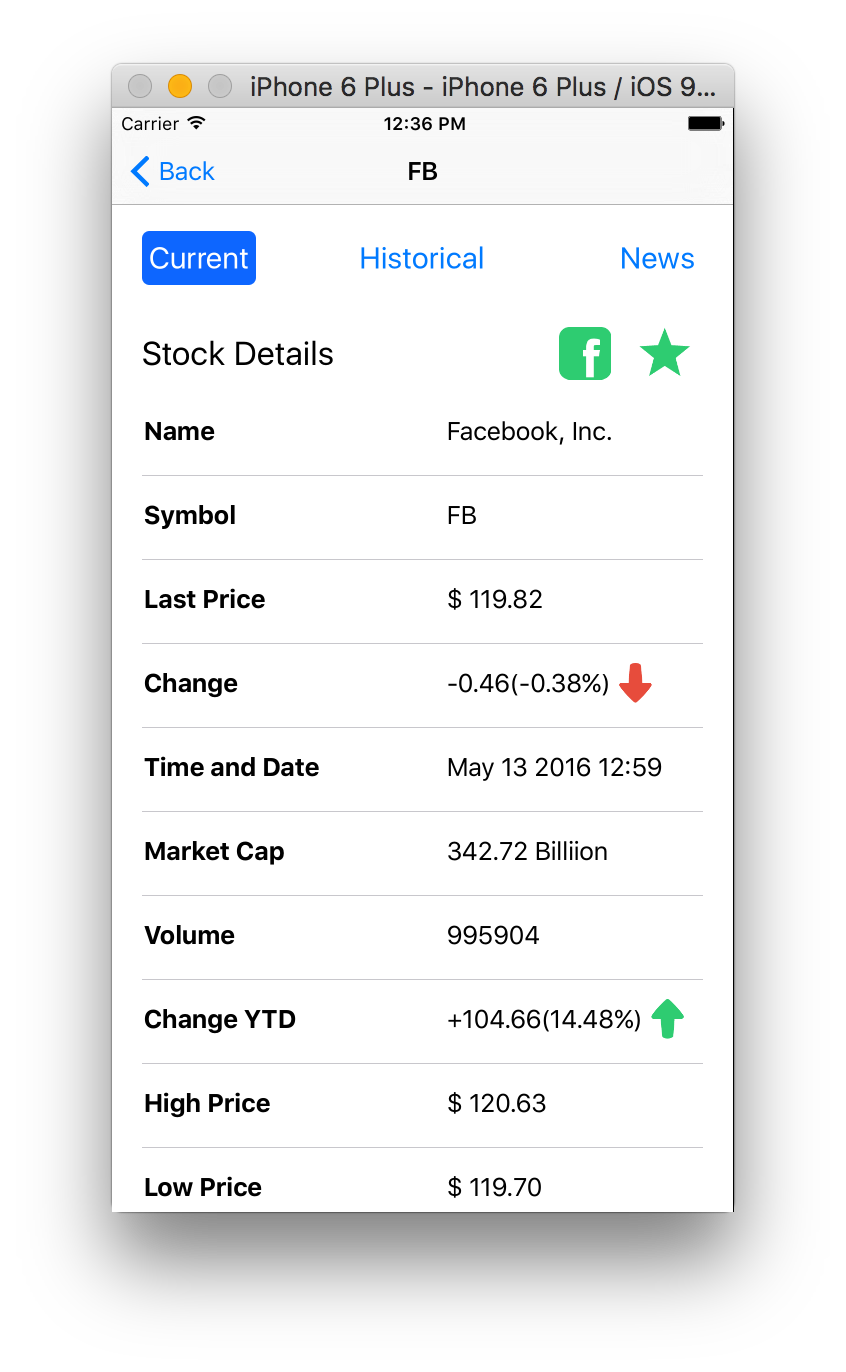 iPhone 6 Plus - iPhone 6 Plus / iOS 9...
Carrier 12:36 PM
Back FB
Current Historical News
Stock Details f
Name Facebook, Inc.
Symbol FB
Last Price $ 119.82
Change -0.46(-0.38%)
Time and Date May 13 2016 12:59
Market Cap 342.72 Billiion
Volume 995904
Change YTD +104.66(14.48%)
High Price $ 120.63
Low Price $ 119.70